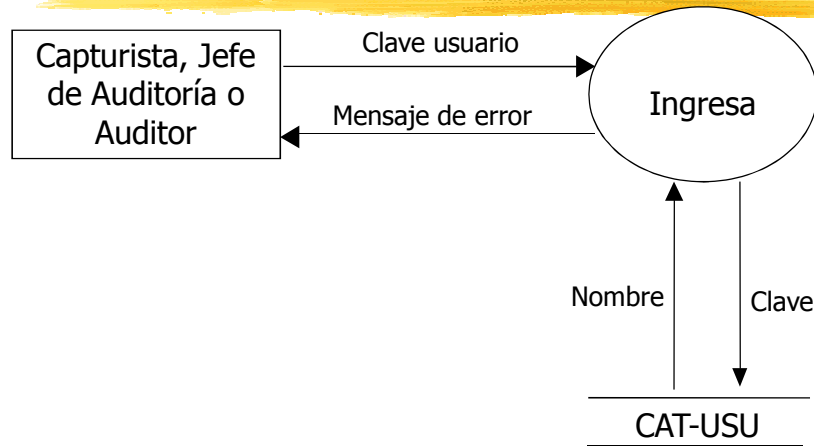 Capturista, Jefe
de Auditoría o
Auditor
Clave usuario
Mensaje de error
Ingresa
Nombre
Clave
CAT-USU